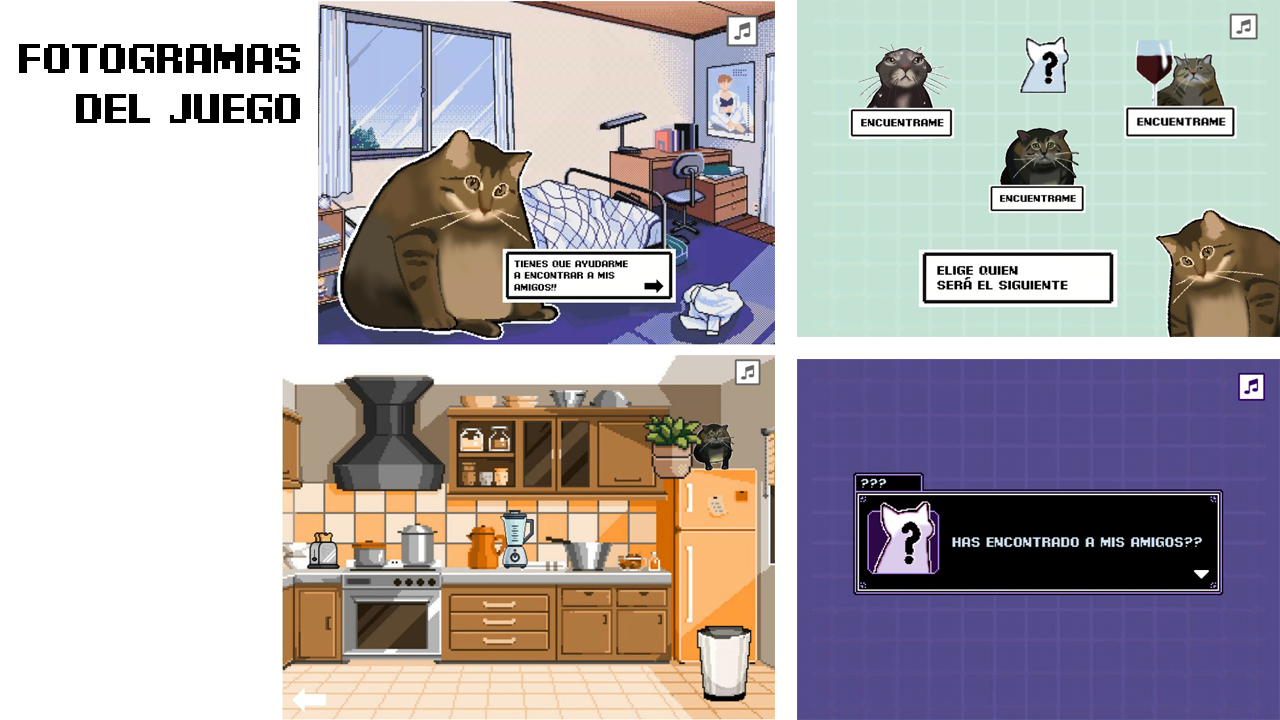 FOTOGRAMAS
DEL JUEGO
TIENES QUE AYUDARME
A ENCONTRAR A MIS
AMIGOS!!
?
ENCUENTRAME
ENCUENTRAME
ENCUENTRAME
ELIGE QUIEN
SERÁ EL SIGUIENTE
???
?
HAS ENCONTRADO A MIS AMIGOS??